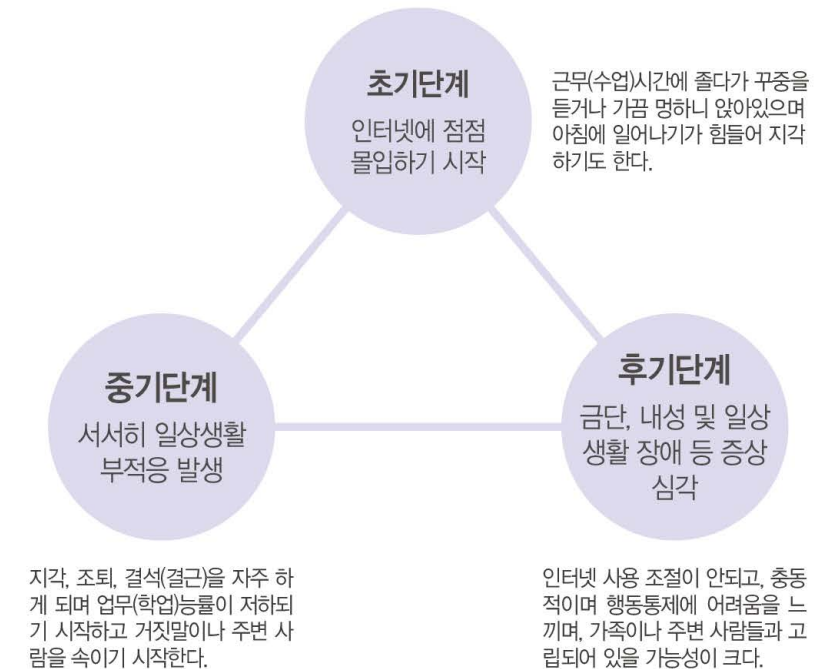 초기단계
인터넷에 점점
몰입하기 시작
근무(수업)시간에 졸다가 꾸중을
듣거나 가끔 멍하니 앉아있으며
아침에 일어나기가 힘들어 지각
하기도 한다.
중기단계
서서히 일상생활
부적응 발생
후기단계
금단, 내성 및 일상
생활 장애 등 증상
심각
지각, 조퇴, 결석(결근)을 자주 하
게 되며 업무(학업)능률이 저하되
기 시작하고 거짓말이나 주변 사
람을 속이기 시작한다.
인터넷 사용 조절이 안되고, 충동
적이며 행동통제에 어려움을 느
끼며, 가족이나 주변 사람들과 고
립되어 있을 가능성이 크다.